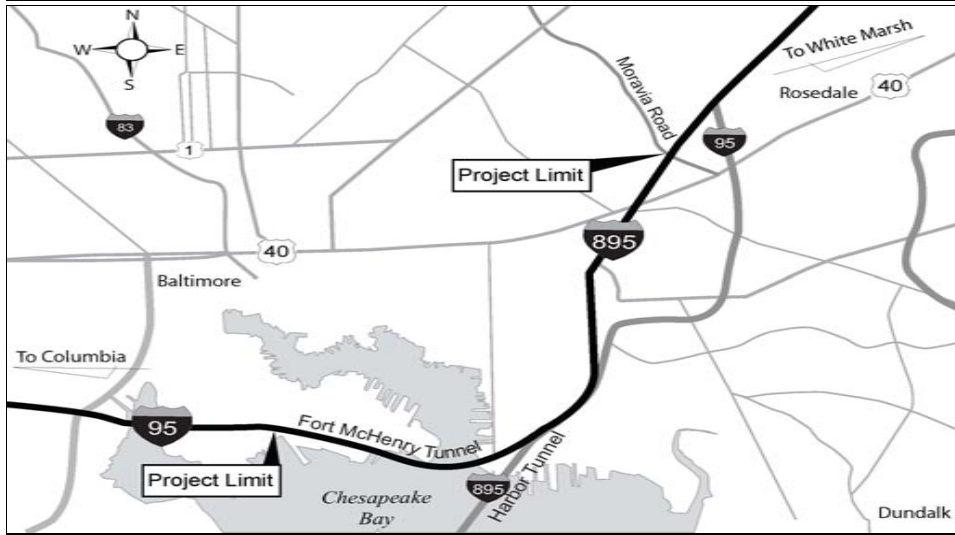 N
W E
S
To White Marsh
Moravia Road
Rosedale
40
83
95
1
Project Limit
895
40
Baltimore
To Columbia
95
Fort McHenry Tunnel
Project Limit
895
Harbor Tunnel
Chesapeake
Bay
Dundalk